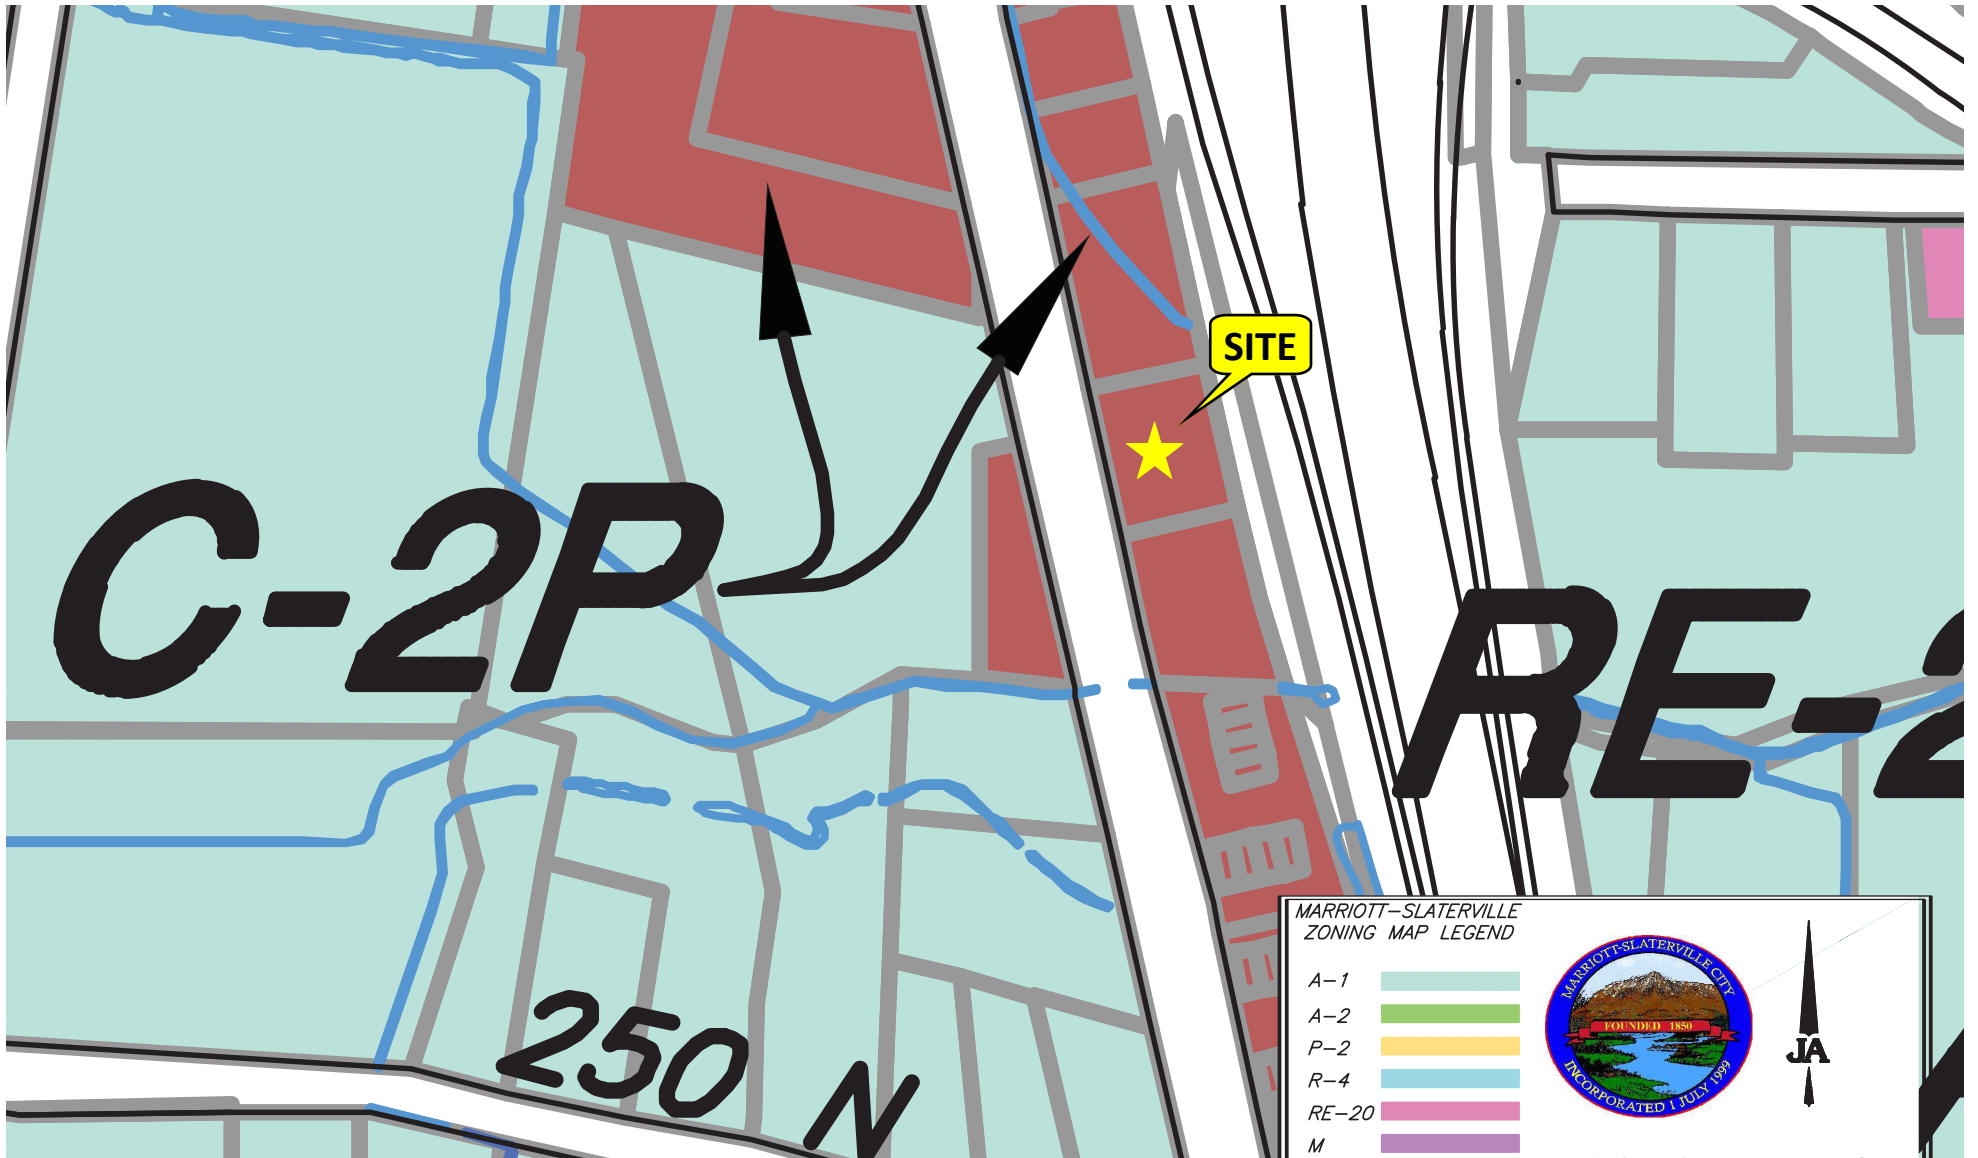 SITE
C-2P
RE-2
250 N
MARRIOTT-SLATERVILLE
ZONING MAP LEGEND
A-1
A-2
P-2
R-4
RE-20
M
MARRIOTT-SLATERVILLE CITY
FOUNDED 1850
INCORPORATED 1 JULY 1999
JA